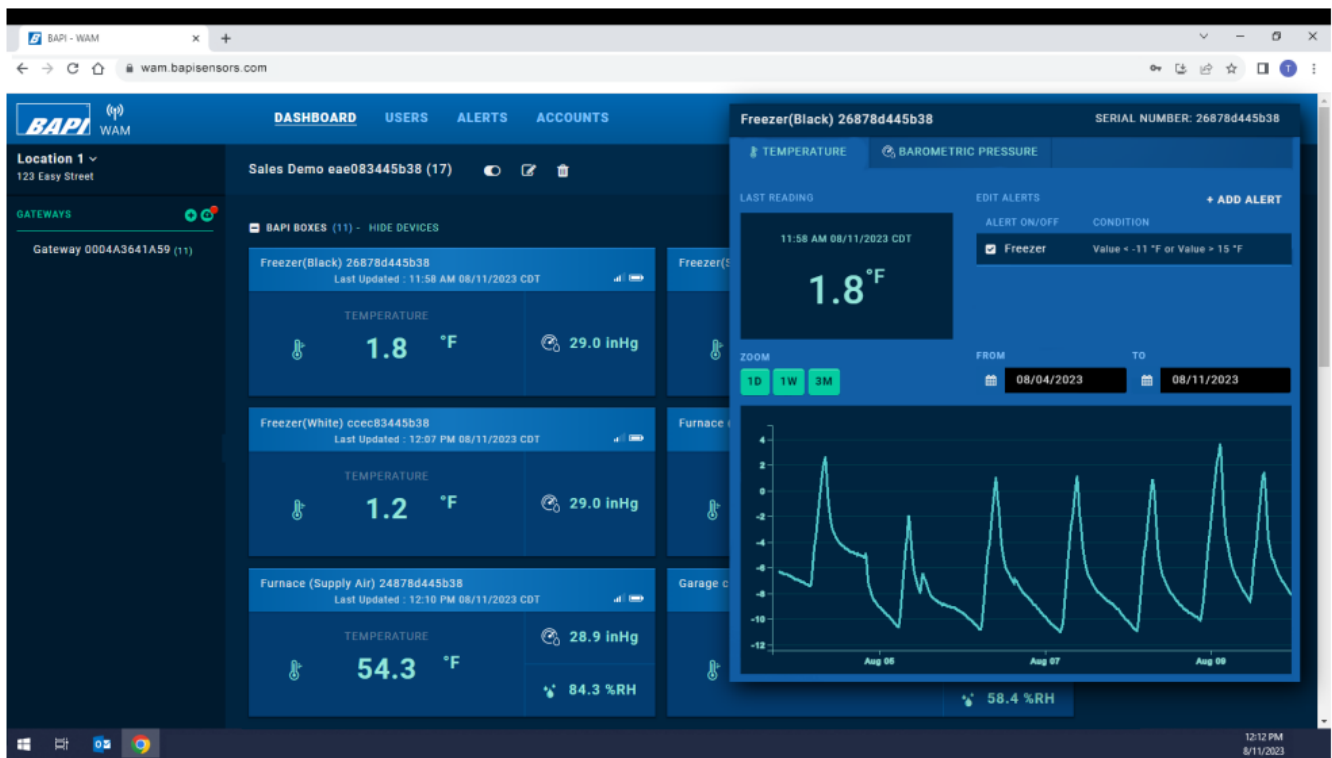 BAPI - WAM
wam.bapisensors.com
BAPI WAM
DASHBOARD USERS ALERTS ACCOUNTS
Location 1
123 Easy Street
Sales Demo eae083445b38 (17)
GATEWAYS
Gateway 0004A3641A59 (11)
BAPI BOXES (11) - HIDE DEVICES
Freezer(Black) 26878d445b38
Last Updated : 11:58 AM 08/11/2023 CDT
TEMPERATURE
1.8 °F
29.0 inHg
Freezer(S
Freezer(White) ccec83445b38
Last Updated : 12:07 PM 08/11/2023 CDT
TEMPERATURE
1.2 °F
29.0 inHg
Furnace
Furnace (Supply Air) 24878d445b38
Last Updated : 12:10 PM 08/11/2023 CDT
TEMPERATURE
54.3 °F
28.9 inHg
84.3 %RH
Garage c
58.4 %RH
Freezer(Black) 26878d445b38 SERIAL NUMBER: 26878d445b38
TEMPERATURE BAROMETRIC PRESSURE
LAST READING
11:58 AM 08/11/2023 CDT
1.8°F
EDIT ALERTS + ADD ALERT
ALERT ON/OFF CONDITION
Freezer Value < -11 °F or Value > 15 °F
ZOOM
1D 1W 3M
FROM TO
08/04/2023 08/11/2023
4
2
0
-2
-4
-8
-10
-12
Aug 07
Aug 09
12:12 PM
8/11/2023